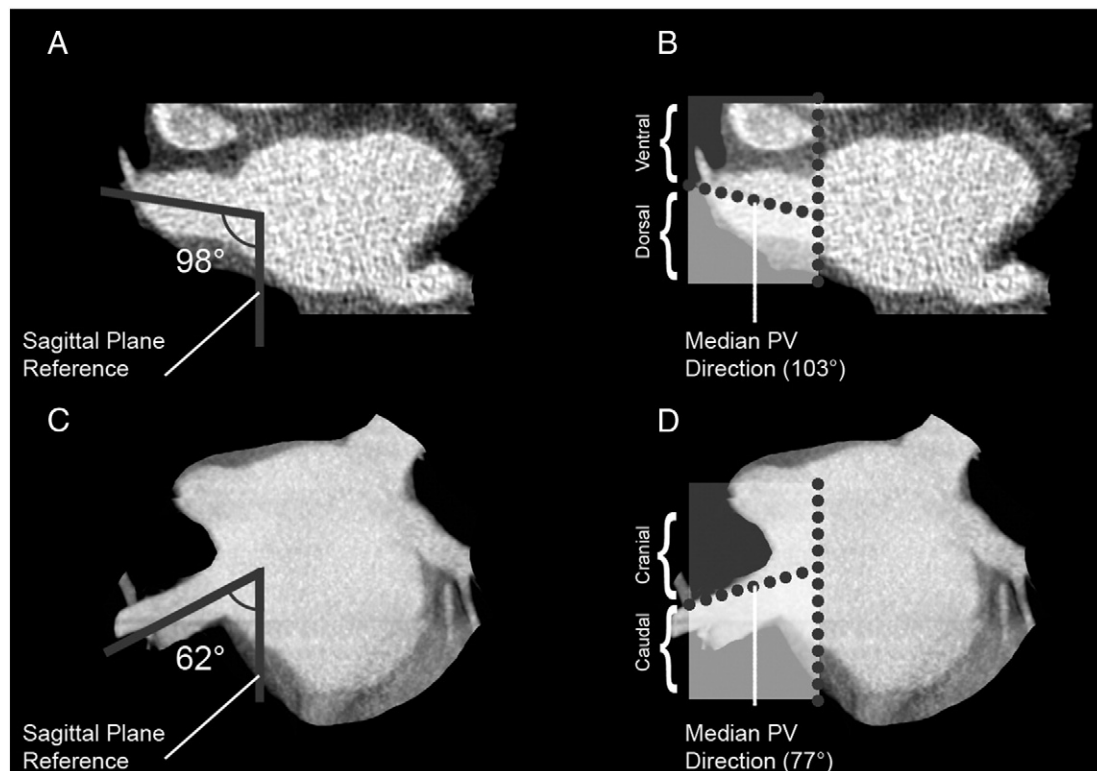 A
98°
Sagittal Plane
Reference
B
Ventral
Dorsal
Median PV
Direction (103°)
C
62°
Sagittal Plane
Reference
D
Cranial
Caudal
Median PV
Direction (77°)